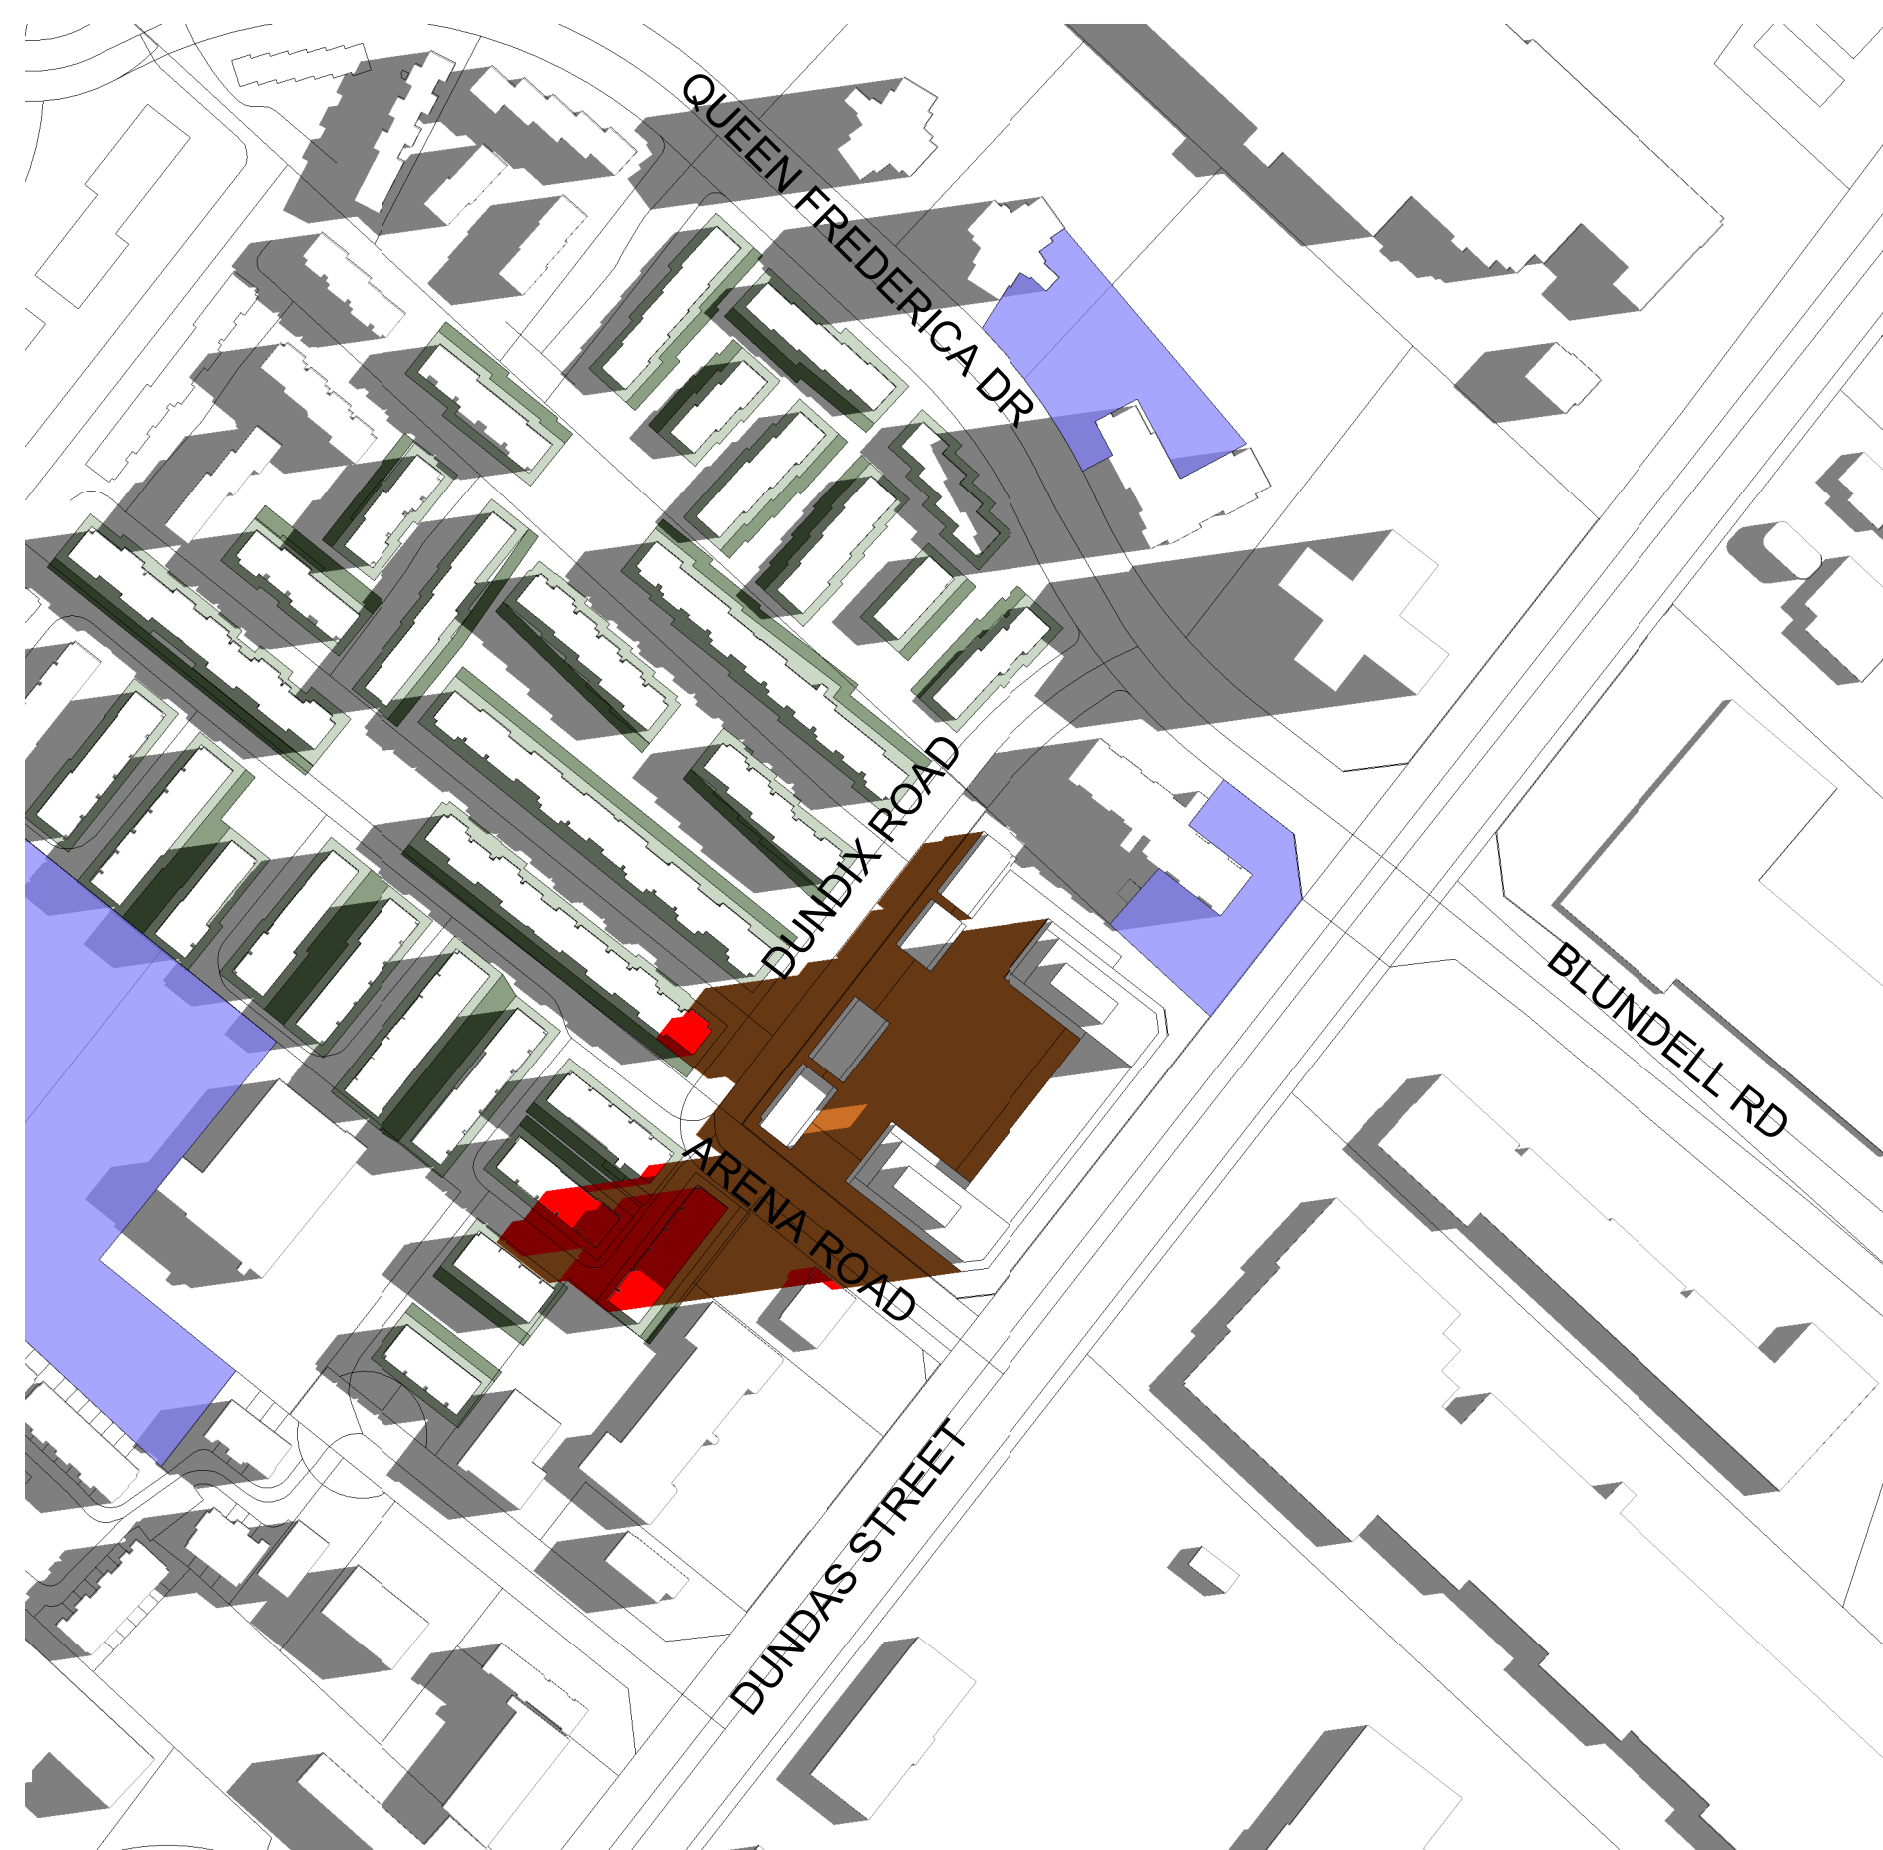 QUEEN FREDERICA DR
DUNDIX ROAD
BLUNDELL RD
ARENA ROAD
DUNDAS STREET